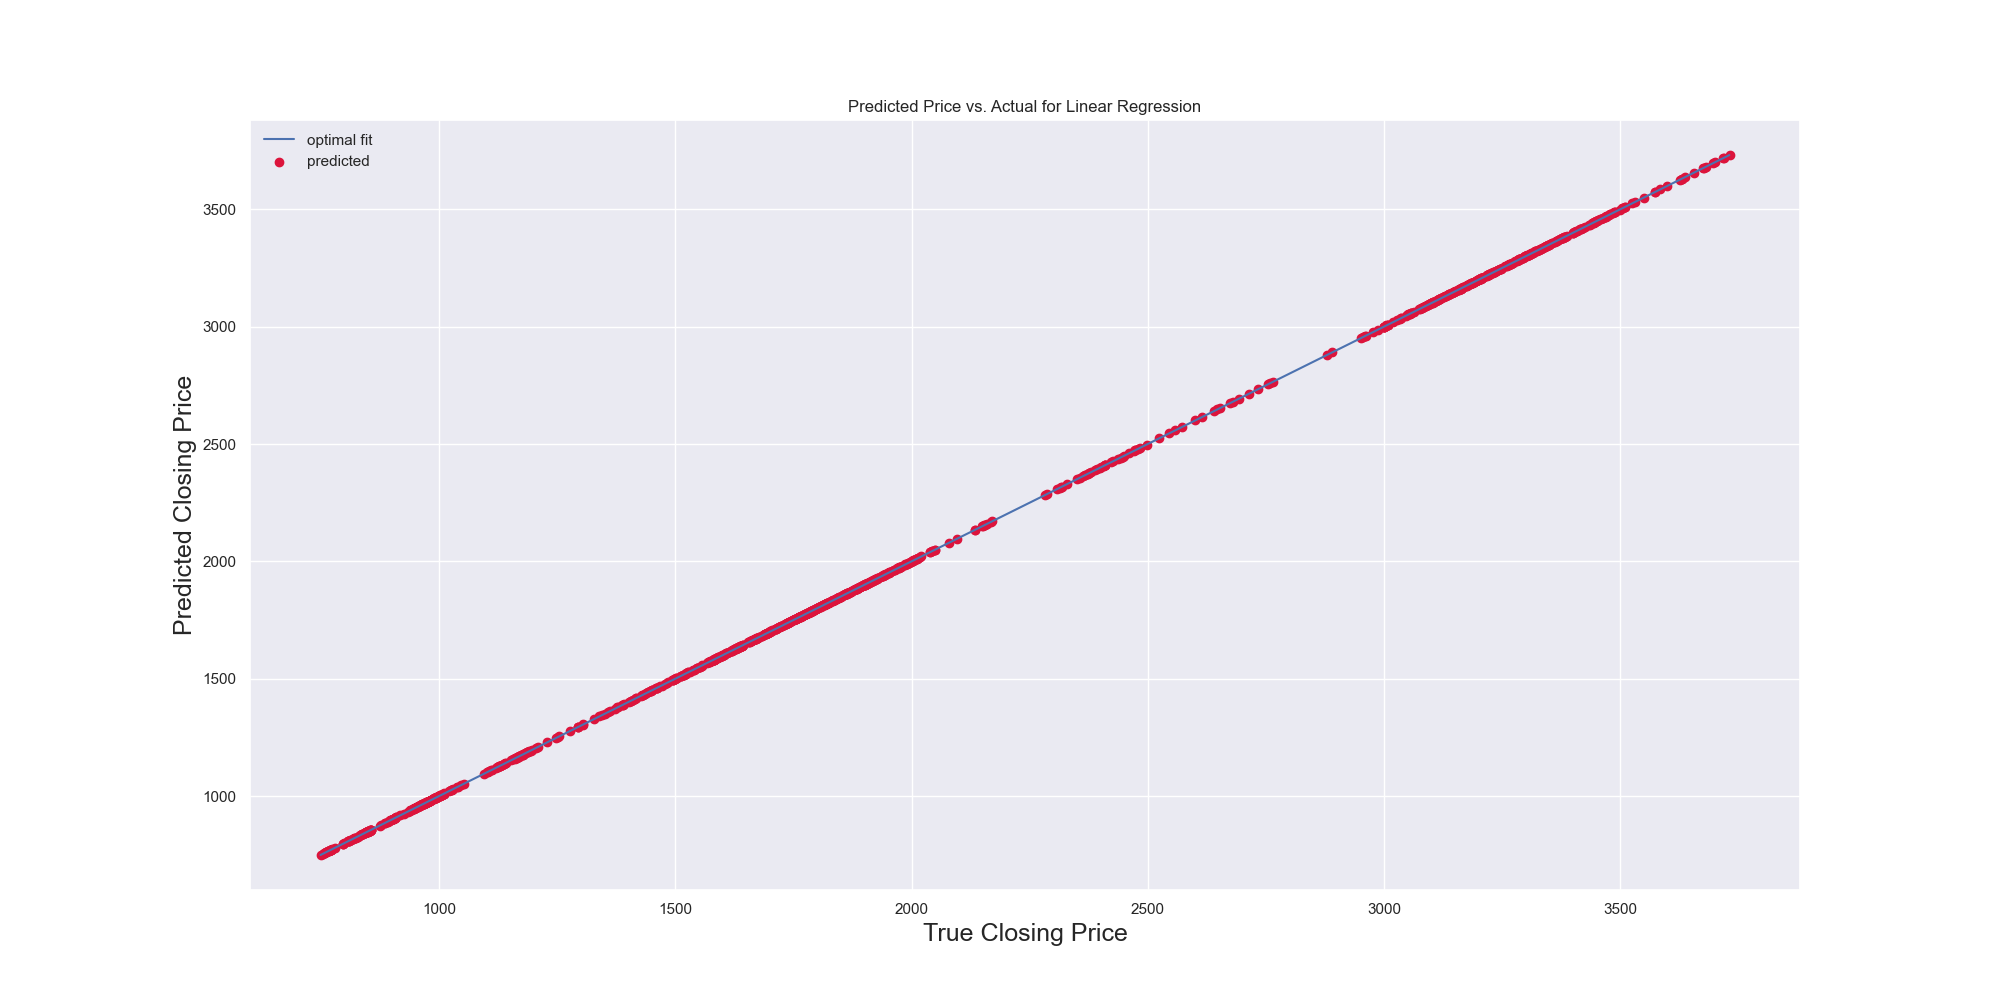 Predicted Price vs. Actual for Linear Regression
optimal fit
predicted
3500
3000
2500
2000
1500
1000
Predicted Closing Price
1000 1500 2000 2500 3000 3500
True Closing Price